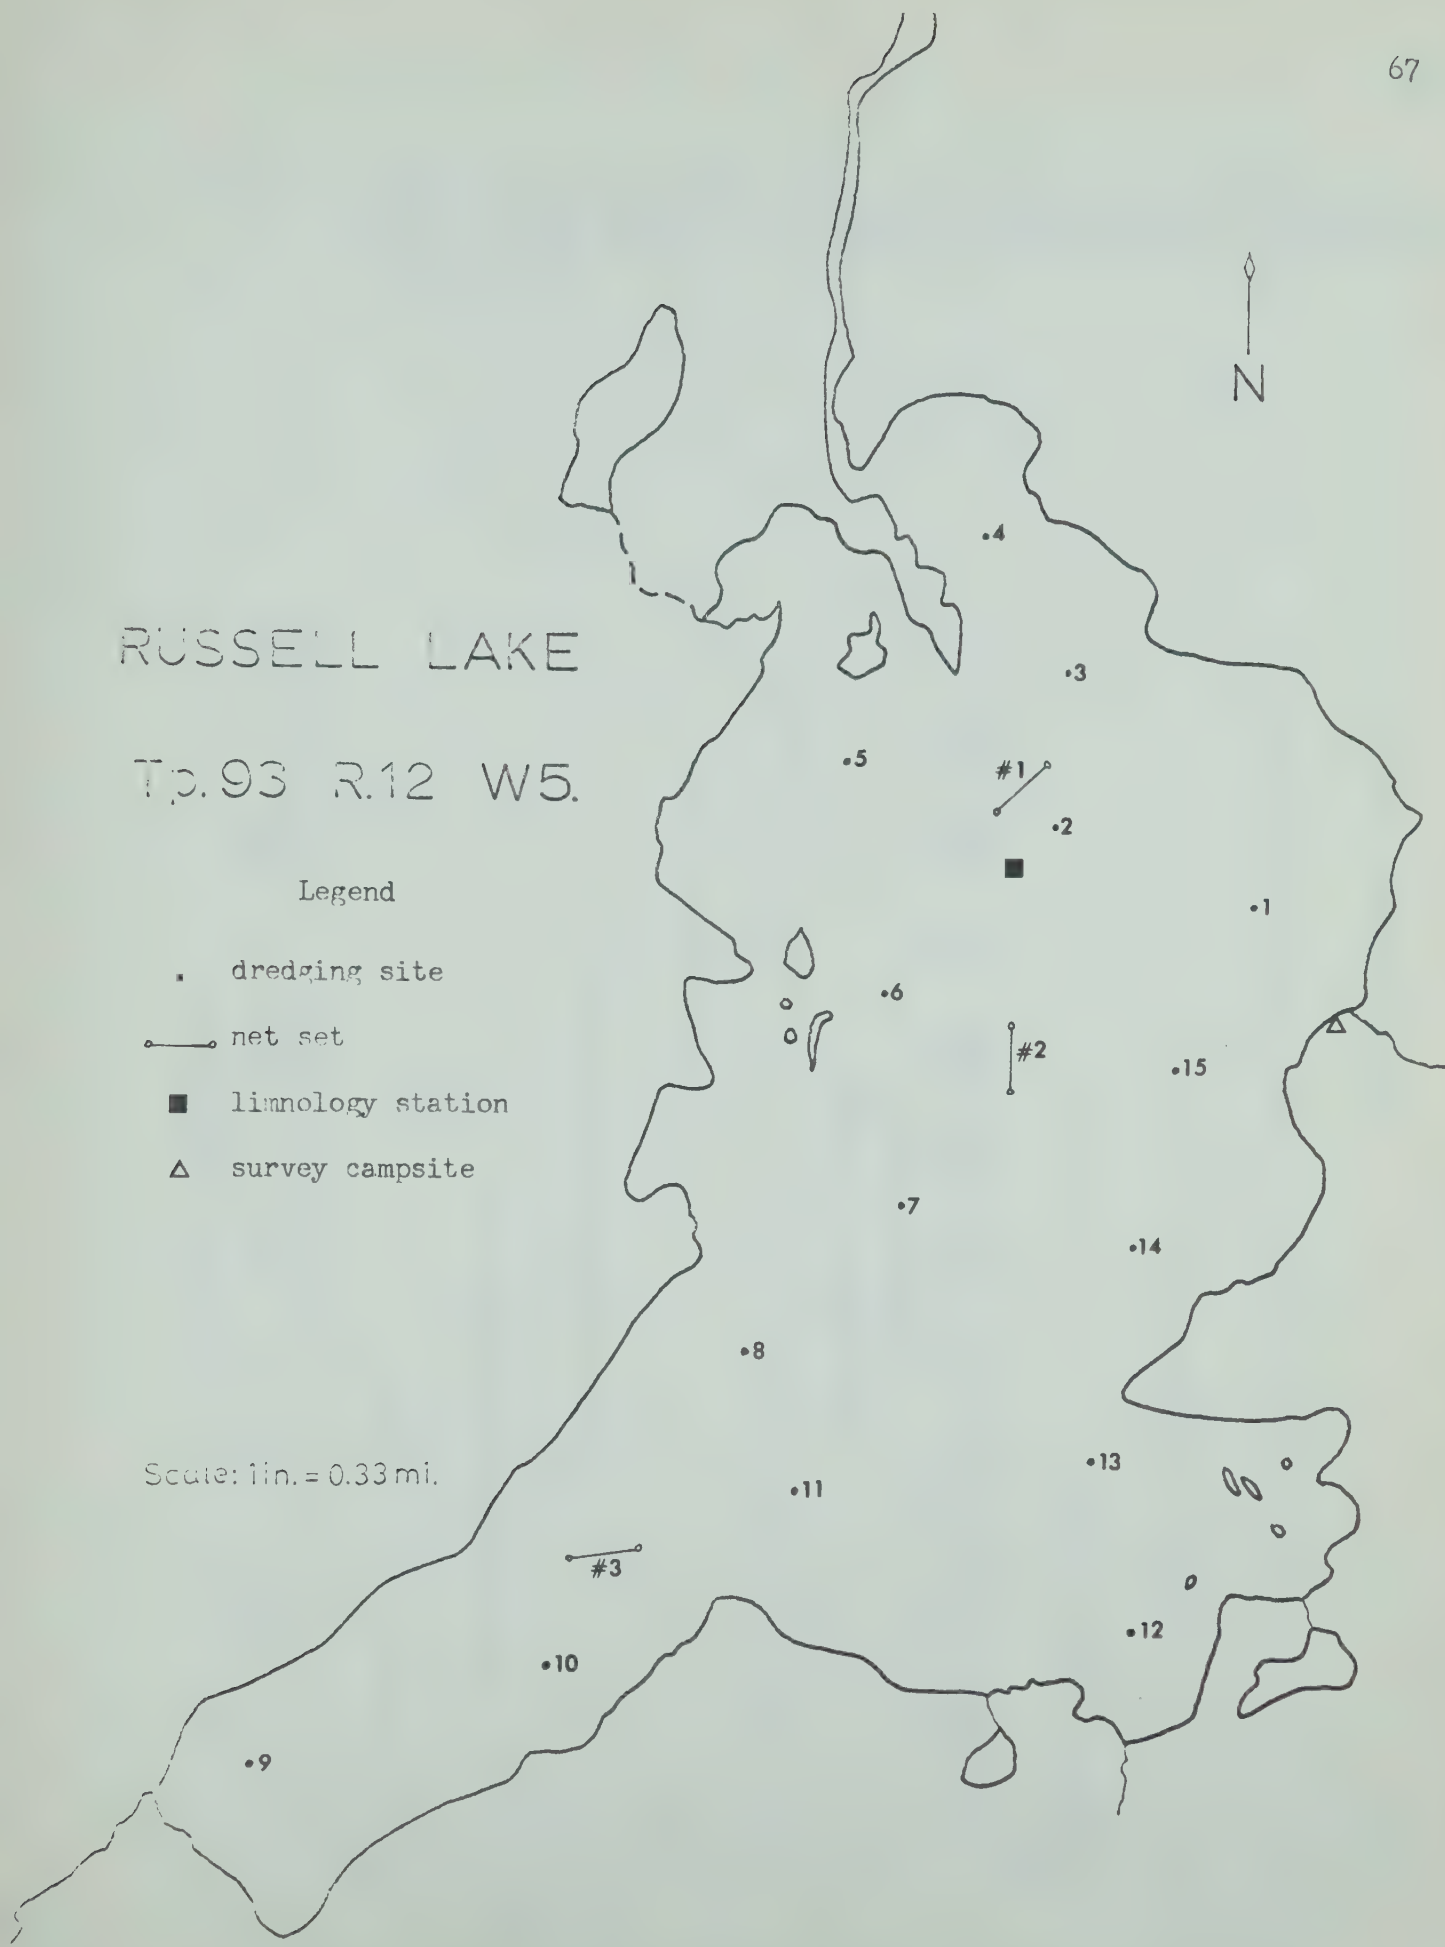 67
N
RUSSELL LAKE
Tp.93 R.12 W5.
Legend
dredging site
net set
limnology station
survey campsite
Scale: 1in. = 0.33 mi.
4
3
5
#1
2
1
6
#2
15
7
14
8
13
11
#3
12
10
9